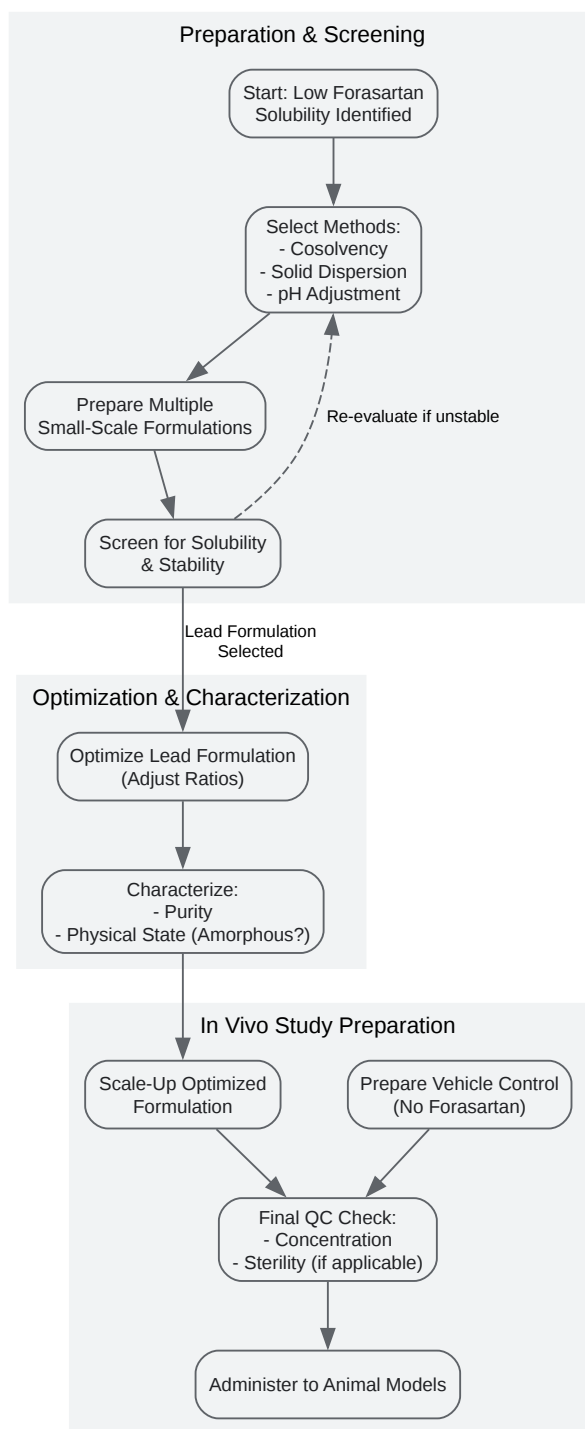 Preparation & Screening
Start: Low Forasartan
Solubility Identified
Select Methods:
- Cosolvency
- Solid Dispersion
- pH Adjustment
Prepare Multiple
Small-Scale Formulations
Re-evaluate if unstable
Screen for Solubility
& Stability
Lead Formulation
Selected
Optimization & Characterization
Optimize Lead Formulation
(Adjust Ratios)
Characterize:
- Purity
- Physical State (Amorphous?)
In Vivo Study Preparation
Scale-Up Optimized
Formulation
Prepare Vehicle Control
(No Forasartan)
Final QC Check:
- Concentration
- Sterility (if applicable)
Administer to Animal Models